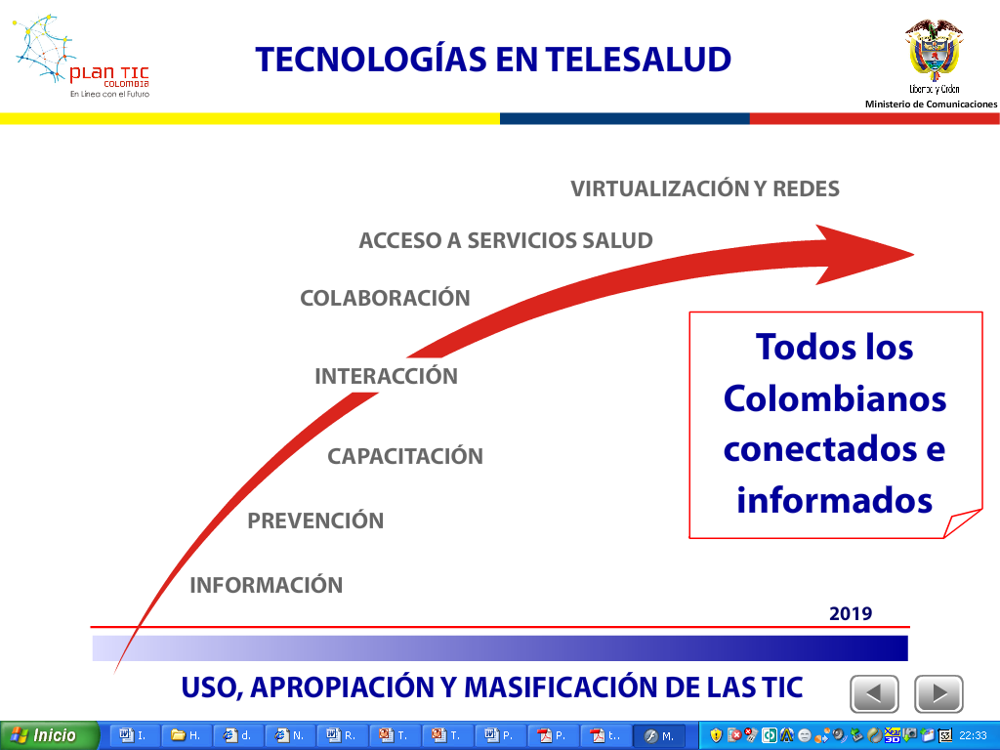 plan TIC
COLOMBIA
En Línea con el Futuro
TECNOLOGÍAS EN TELESALUD
Libertad y Orden
Ministerio de Comunicaciones
VIRTUALIZACIÓN Y REDES
ACCESO A SERVICIOS SALUD
COLABORACIÓN
INTERACCIÓN
CAPACITACIÓN
PREVENCIÓN
INFORMACIÓN
Todos los
Colombianos
conectados e
informados
2019
USO, APROPIACIÓN Y MASIFICACIÓN DE LAS TIC
Inicio
I.
H.
d.
N.
R.
T.
T.
P.
P.
t..
M.
22:33